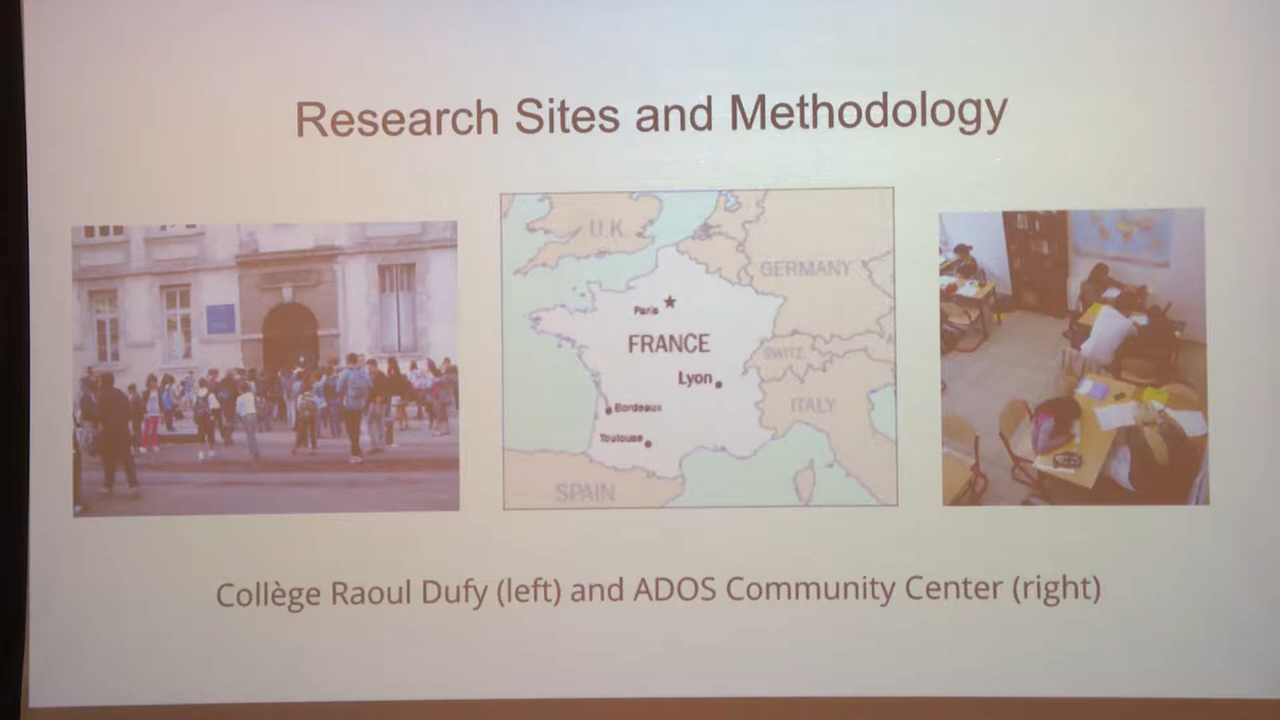 Research Sites and Methodology
U.K.
GERMANY
Paris
FRANCE
SWITZ.
Lyon
ITALY
Bordeaux
Toulouse
SPAIN
Collège Raoul Dufy (left) and ADOS Community Center (right)